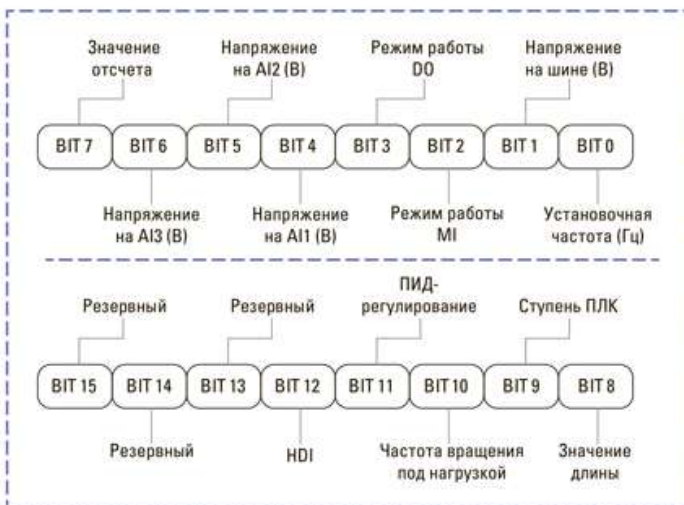 Значение Напряжение Режим работы Напряжение
отсчета на AI2 (В) DO на шине (В)
BIT 7 BIT 6 BIT 5 BIT 4 BIT 3 BIT 2 BIT 1 BIT 0
Напряжение Напряжение Режим работы Установочная
на AI3 (В) на AI1 (В) MI частота (Гц)
ПИД-
Резервный Резервный регулирование Ступень ПЛК
BIT 15 BIT 14 BIT 13 BIT 12 BIT 11 BIT 10 BIT 9 BIT 8
Резервный HDI Частота вращения Значение
под нагрузкой длины